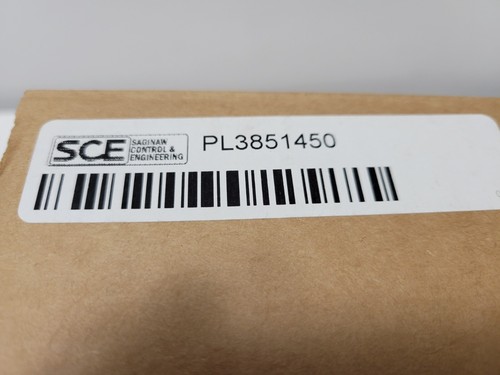 SCE
SAGINAW
CONTROL &
ENGINEERING
PL3851450